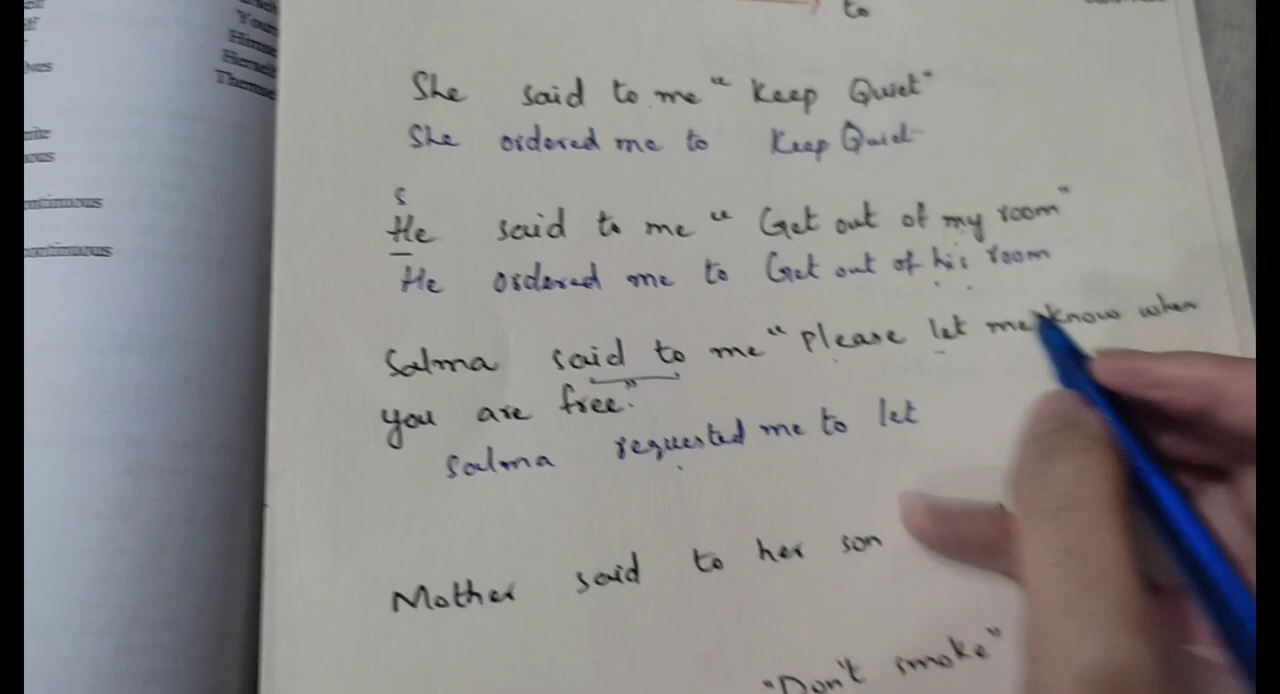 Your
Herself
to
She said to me "Keep Quiet"
She ordered me to Keep Quiet
S
He said to me "Get out of my room"
He ordered me to Get out of his room
Salma said to me "please let me know when
you are free."
Salma requested me to let
Mother said to her son
"Don't smoke"